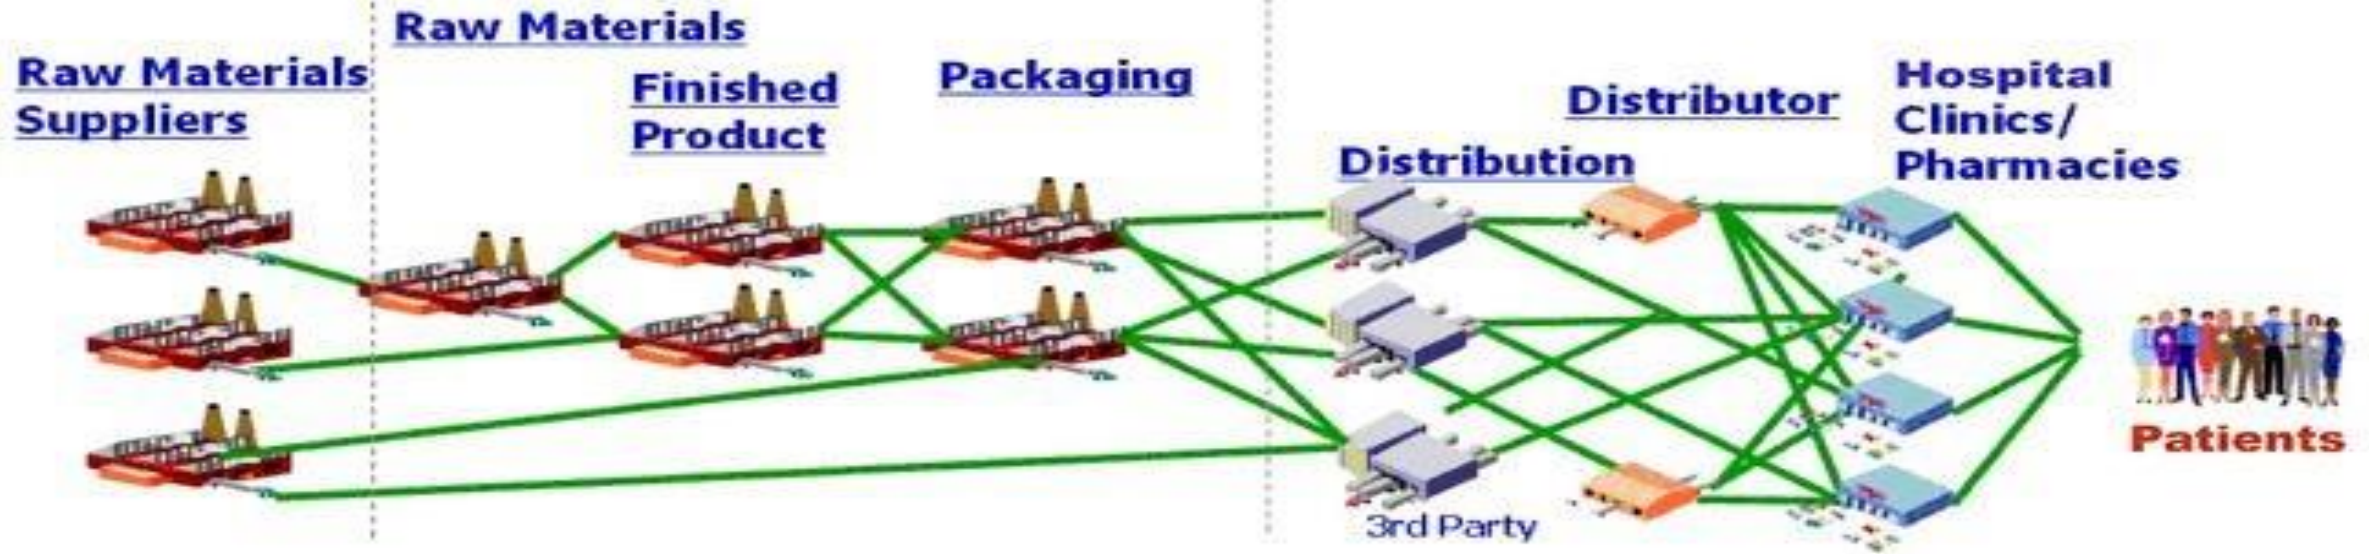 Raw Materials
Suppliers
Raw Materials
Finished
Product
Packaging
Distribution
Distributor
Hospital
Clinics/
Pharmacies
3rd Party
Patients